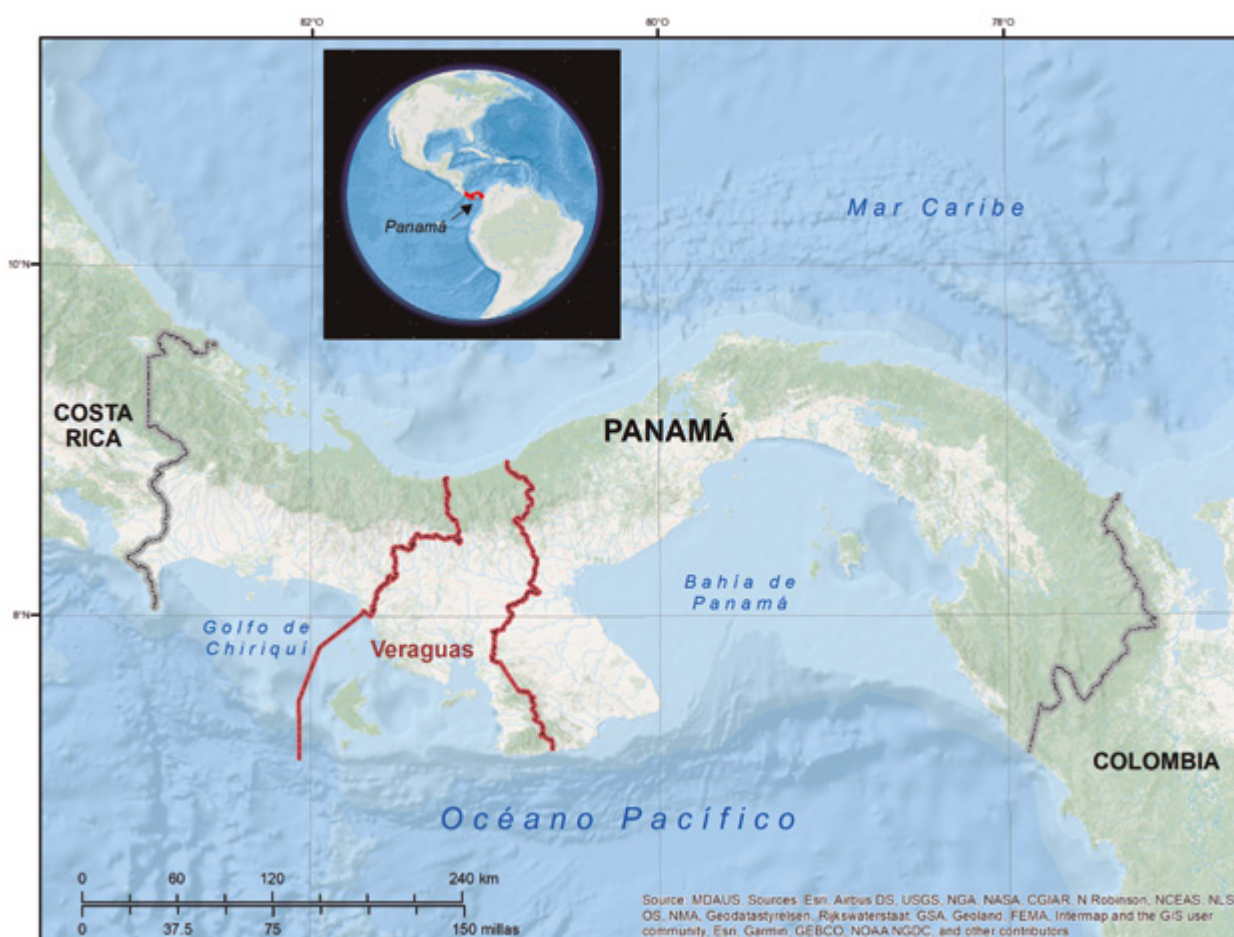 82°O
80°O
78°O
Panamá
Mar Caribe
10°N
COSTA
RICA
PANAMÁ
Bahía de
Panamá
8°N
Golfo de
Chiriquí
Veraguas
COLOMBIA
Océano Pacífico
0 60 120 240 km
0 37.5 75 150 millas
Source: MDAUS, Sources: Esri, Airbus DS, USGS, NGA, NASA, CGIAR, N Robinson, NCEAS, NLS,
OS, NMA, Geodatastyrelsen, Rijkswaterstaat, GSA, Geoland, FEMA, Intermap and the GIS user
community, Esri, Garmin, GEBCO, NOAA NGDC, and other contributors